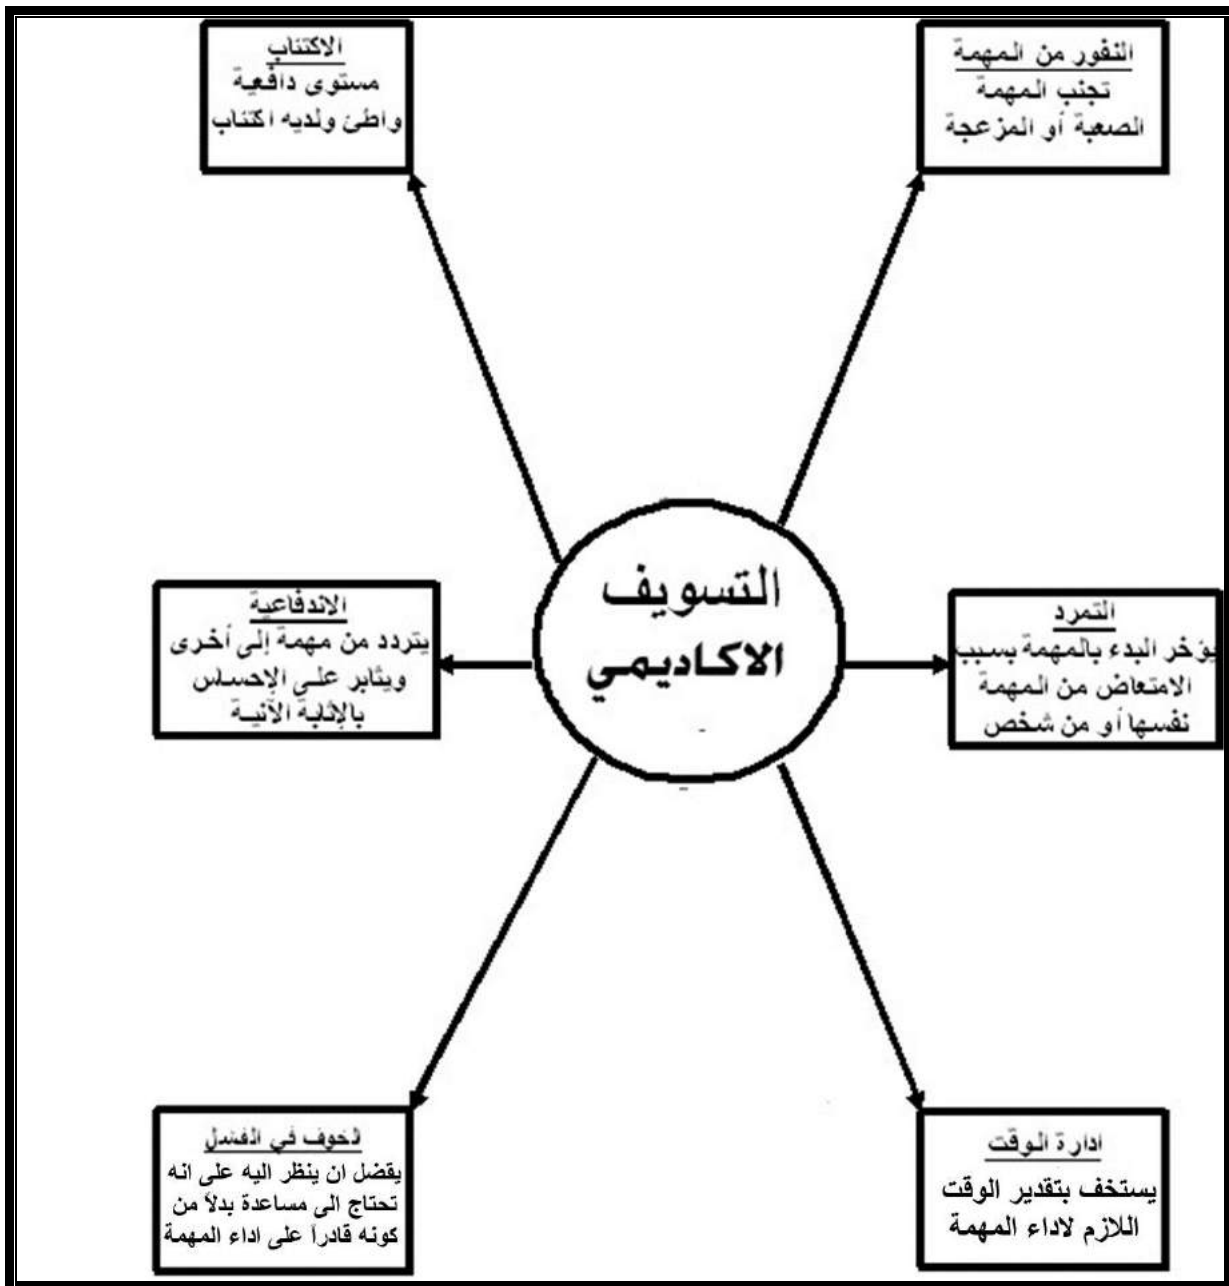 النفور من المهمة
تجنب المهمة
الصعبة أو المزعجة
الاكتئاب
مستوى دافعية
واطئ ولديه اكتئاب
التسويف
الاكاديمي
التمرد
يؤخر البدء بالمهمة بسبب
الامتعاض من المهمة
نفسها أو من شخص
الاندفاعية
يتردد من مهمة إلى أخرى
ويثابر على الإحساس
بالإثابة الآنية
ادارة الوقت
يستخف بتقدير الوقت
اللازم لاداء المهمة
الخوف في الفشل
يفضل ان ينظر اليه على انه
تحتاج الى مساعدة بدلاً من
كونه قادراً على اداء المهمة